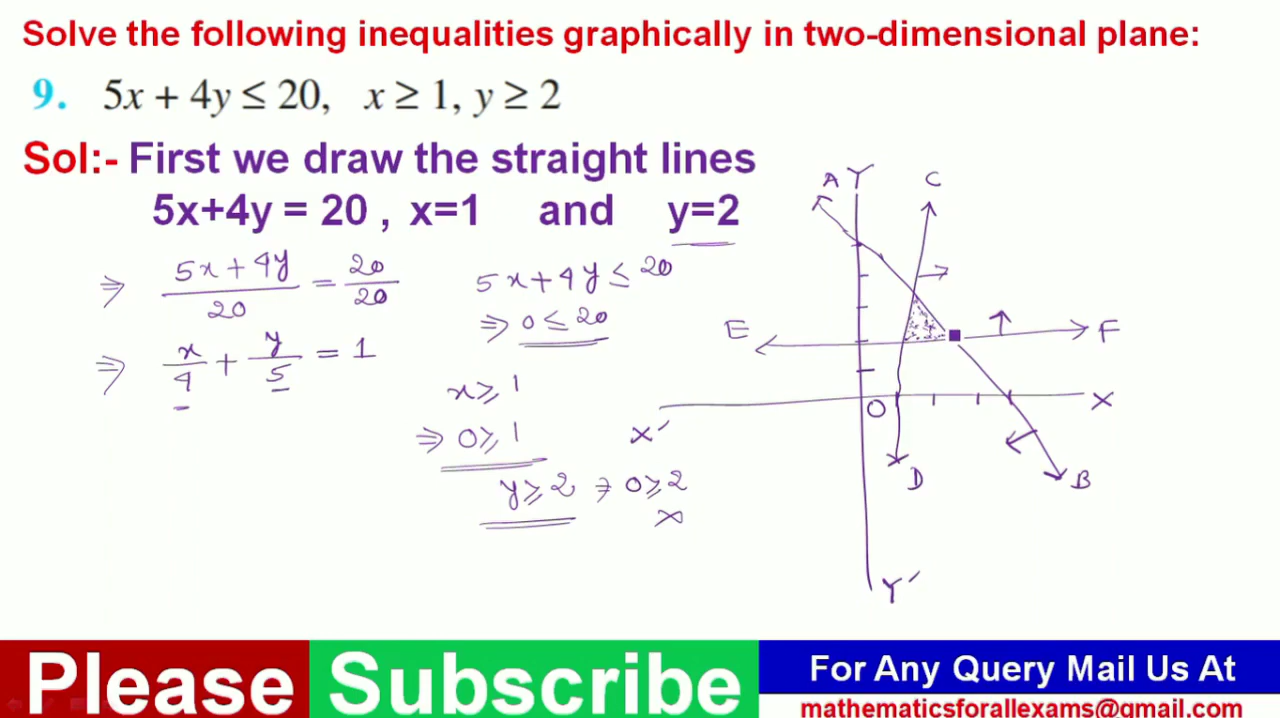 Solve the following inequalities graphically in two-dimensional plane:
9. 5x + 4y ≤ 20, x ≥ 1, y ≥ 2
Sol:- First we draw the straight lines
5x+4y = 20 , x=1 and y=2
⇒ (5x+4y)/20 = 20/20
⇒ x/4 + y/5 = 1
5x+4y ≤ 20
⇒ 0 ≤ 20
x ≥ 1
⇒ 0 ≥ 1
y ≥ 2 ⇒ 0 ≥ 2
×
A Y C
E F
O X
X′
D B
Y′
Please Subscribe
For Any Query Mail Us At
mathematicsforallexams@gmail.com